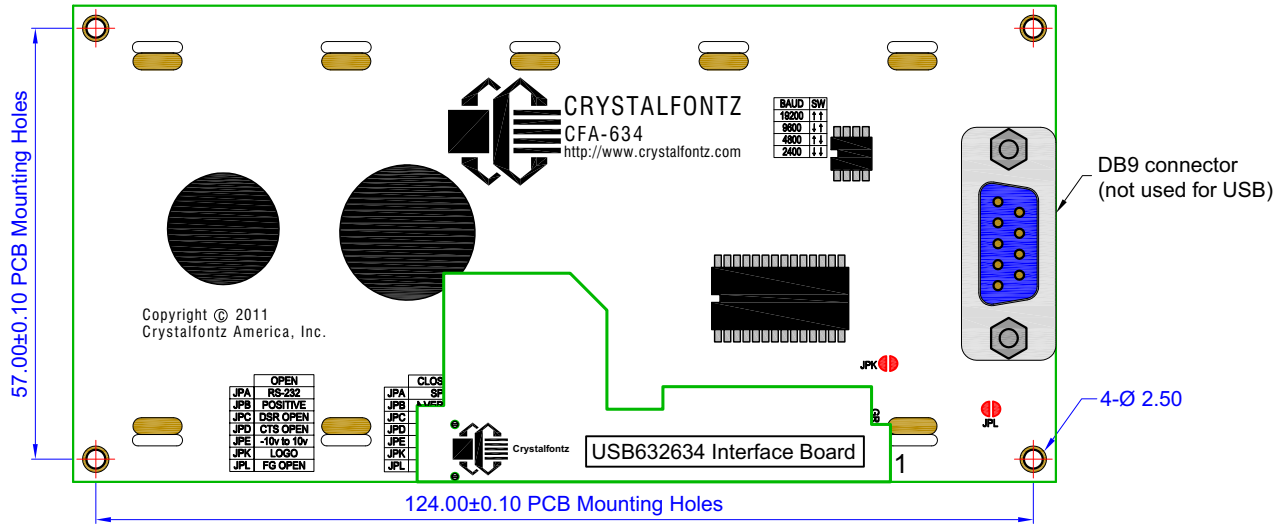 CRYSTALFONTZ
CFA-634
http://www.crystalfontz.com
BAUD SW
19200 ↑↑
9600 ↓↑
4800 ↑↓
2400 ↓↓
DB9 connector
(not used for USB)
57.00±0.10 PCB Mounting Holes
Copyright © 2011
Crystalfontz America, Inc.
JPK
JPL
4-Ø 2.50
OPEN
JPA RS-232
JPB POSITIVE
JPC DSR OPEN
JPD CTS OPEN
JPE -10v to 10v
JPK LOGO
JPL FG OPEN
JPA
JPB
JPC
JPD
JPE
JPK
JPL
Crystalfontz
USB632634 Interface Board
1
124.00±0.10 PCB Mounting Holes